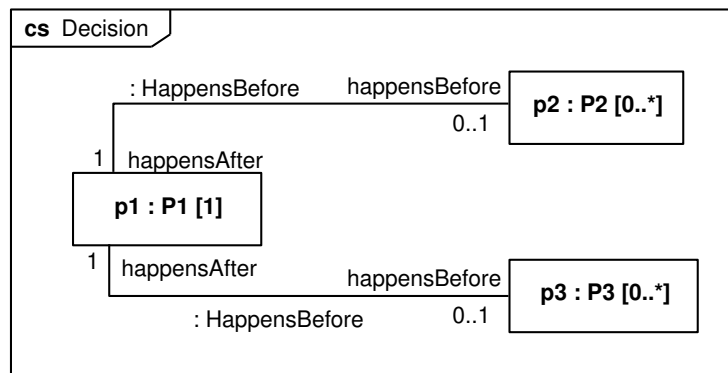 cs Decision
: HappensBefore
happensBefore
p2 : P2 [0..*]
0..1
1
happensAfter
p1 : P1 [1]
1
happensAfter
happensBefore
p3 : P3 [0..*]
: HappensBefore
0..1